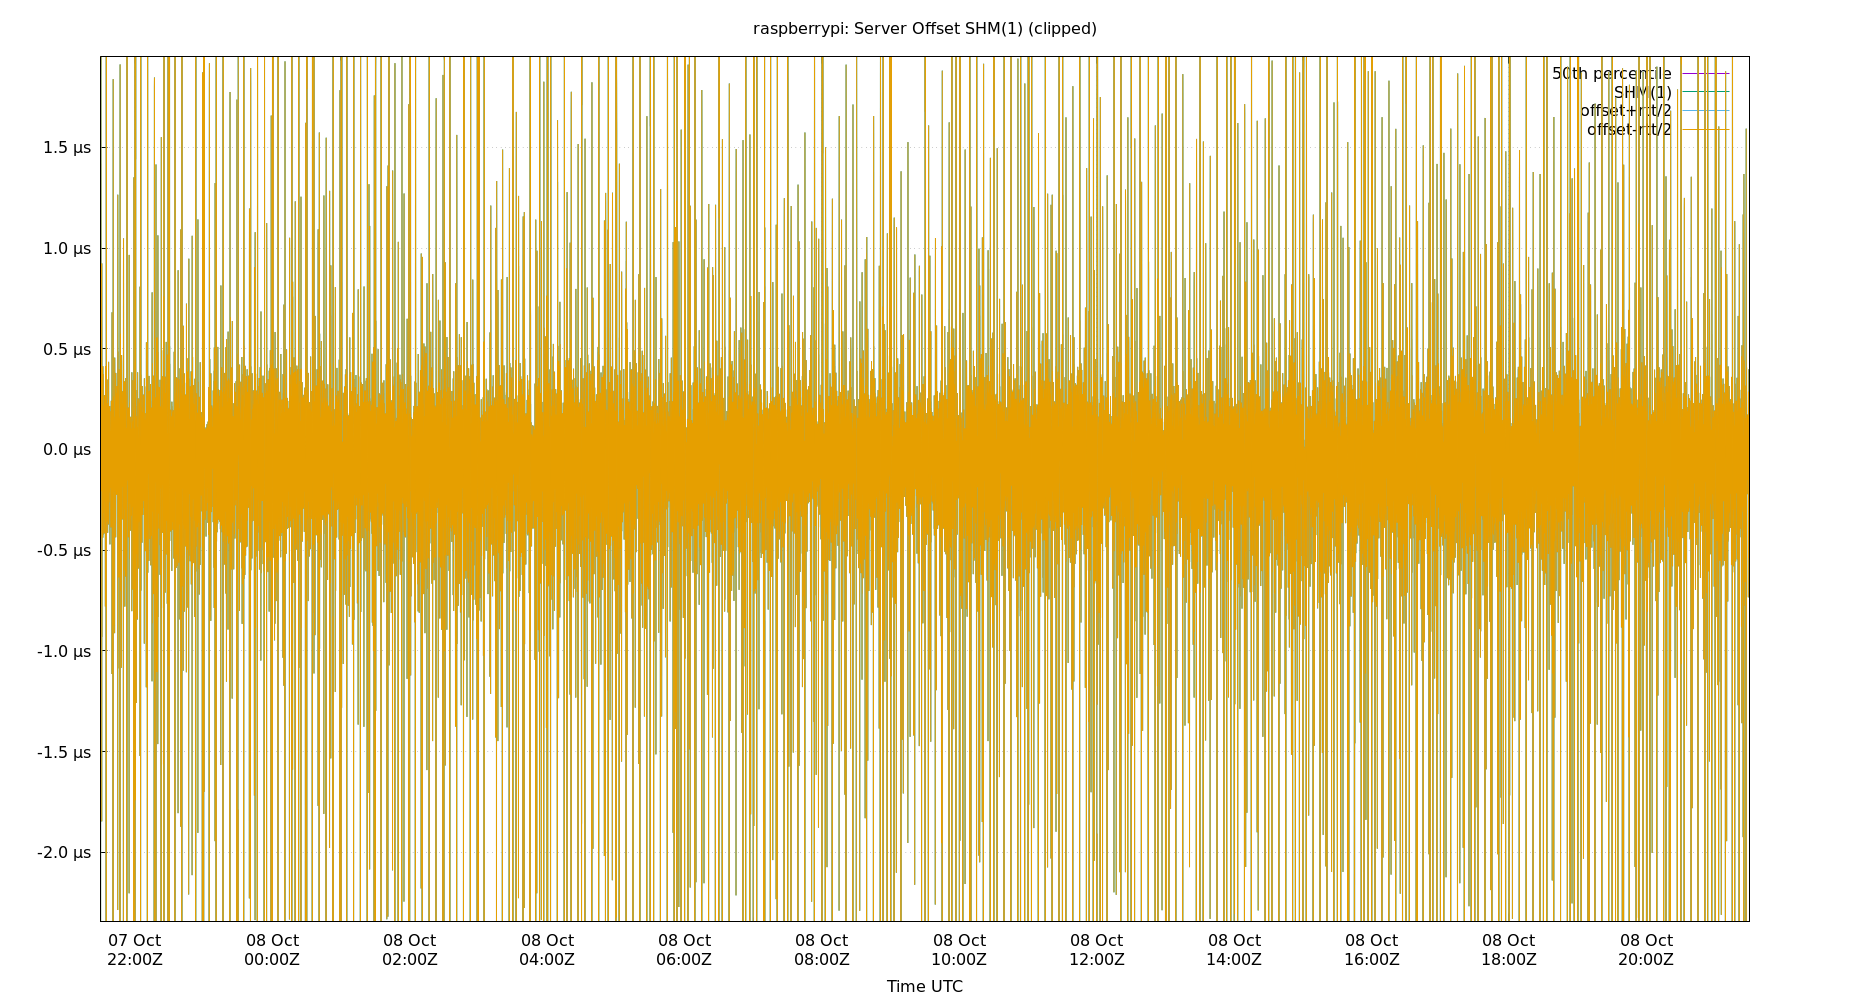 raspberrypi: Server Offset SHM(1) (clipped)
50th percentile
SHM(1)
offset+rtt/2
offset-rtt/2
1.5 µs
1.0 µs
0.5 µs
0.0 µs
-0.5 µs
-1.0 µs
-1.5 µs
-2.0 µs
07 Oct 08 Oct 08 Oct 08 Oct 08 Oct 08 Oct 08 Oct 08 Oct 08 Oct 08 Oct 08 Oct 08 Oct
22:00Z 00:00Z 02:00Z 04:00Z 06:00Z 08:00Z 10:00Z 12:00Z 14:00Z 16:00Z 18:00Z 20:00Z
Time UTC